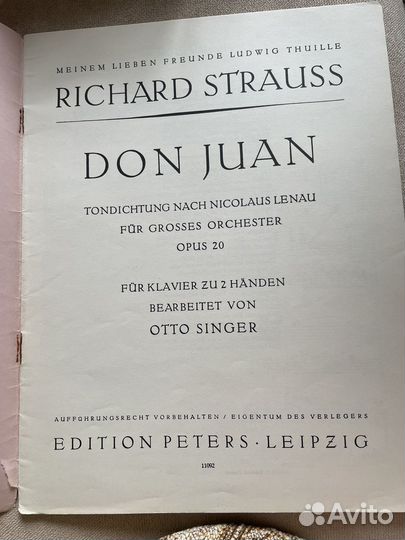 MEINEM LIEBEN FREUNDE LUDWIG THUILLE
RICHARD STRAUSS
DON JUAN
TONDICHTUNG NACH NICOLAUS LENAU
FÜR GROSSES ORCHESTER
OPUS 20
FÜR KLAVIER ZU 2 HÄNDEN
BEARBEITET VON
OTTO SINGER
AUFFÜHRUNGSRECHT VORBEHALTEN / EIGENTUM DES VERLEGERS
EDITION PETERS · LEIPZIG
11092
Avito